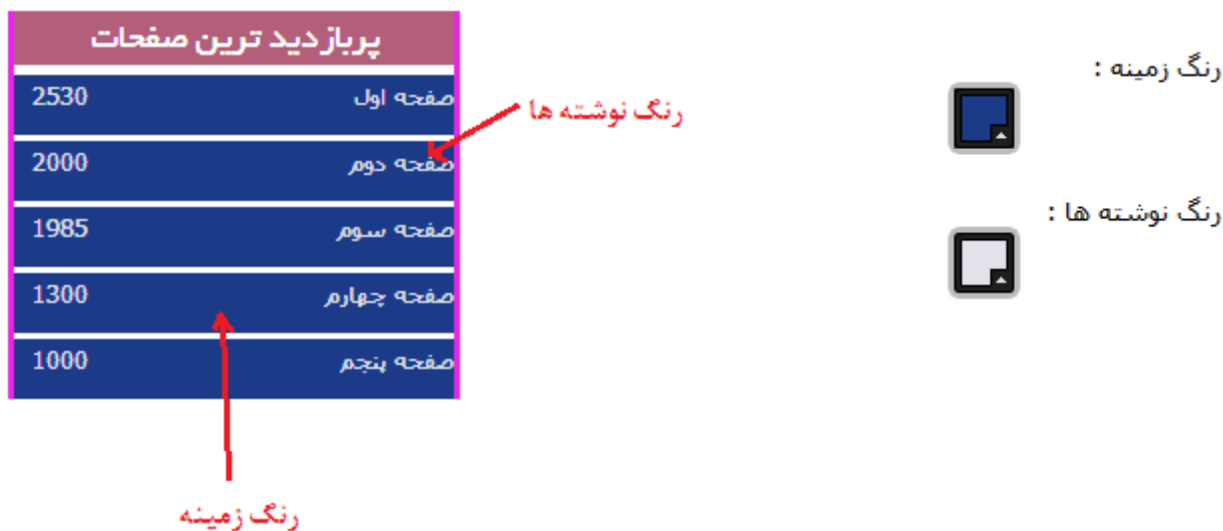 پربازدید ترین صفحات
صفحه اول 2530
صفحه دوم 2000
صفحه سوم 1985
صفحه چهارم 1300
صفحه پنجم 1000
رنگ نوشته ها
رنگ زمینه
رنگ زمینه :
رنگ نوشته ها :